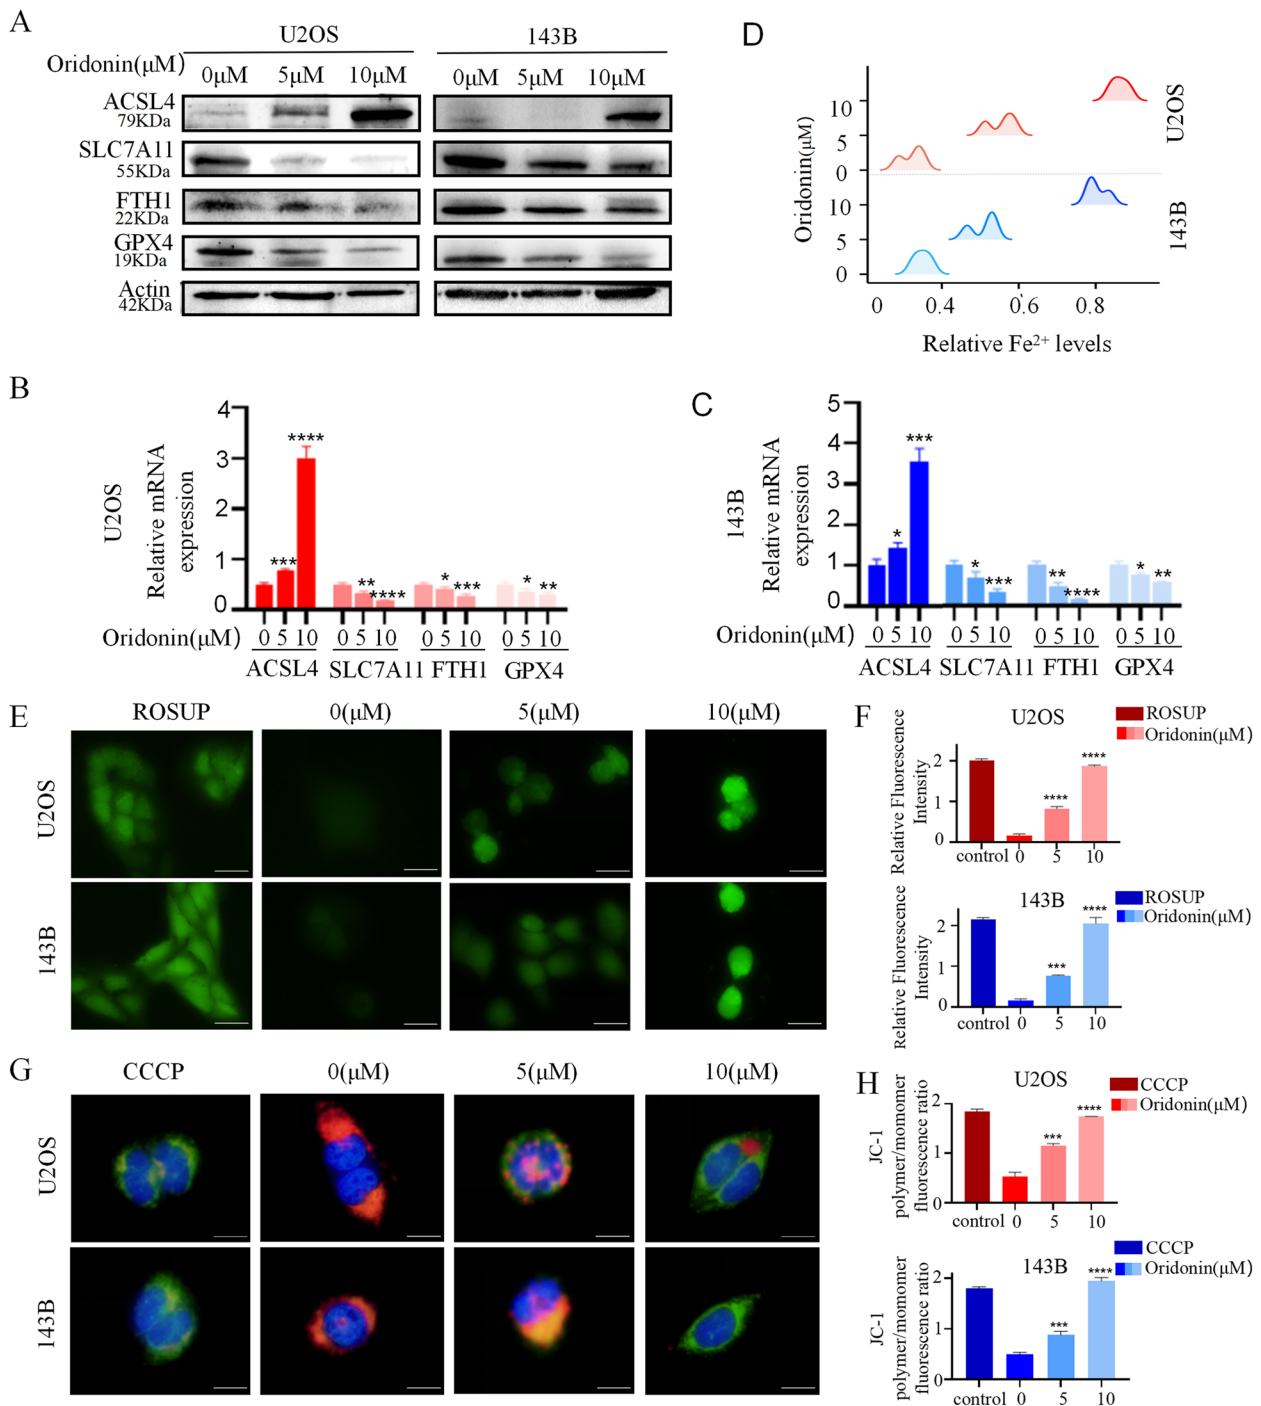 A
U2OS
143B
Oridonin(μM)
0μM 5μM 10μM
0μM 5μM 10μM
ACSL4
79KDa
SLC7A11
55KDa
FTH1
22KDa
GPX4
19KDa
Actin
42KDa
D
Oridonin(μM)
10
5
0
10
5
0
U2OS
143B
0 0.4 0.6 0.8
Relative Fe²⁺ levels
B
U2OS
Relative mRNA
expression
4
3
2
1
0
*** ****
** ****
* ***
* **
Oridonin(μM)
0 5 10 0 5 10 0 5 10 0 5 10
ACSL4 SLC7A11 FTH1 GPX4
C
143B
Relative mRNA
expression
5
4
3
2
1
0
* ***
* ***
** ****
* **
Oridonin(μM)
0 5 10 0 5 10 0 5 10 0 5 10
ACSL4 SLC7A11 FTH1 GPX4
E
ROSUP 0(μM) 5(μM) 10(μM)
U2OS
143B
F
U2OS
ROSUP
Oridonin(μM)
Relative Fluorescence
Intensity
2
1
0
**** ****
control 0 5 10
143B
ROSUP
Oridonin(μM)
Relative Fluorescence
Intensity
2
1
0
*** ****
control 0 5 10
G
CCCP 0(μM) 5(μM) 10(μM)
U2OS
143B
H
U2OS
CCCP
Oridonin(μM)
JC-1
polymer/momomer
fluorescence ratio
2
1
0
*** ****
control 0 5 10
143B
CCCP
Oridonin(μM)
JC-1
polymer/momomer
fluorescence ratio
2
1
0
*** ****
control 0 5 10